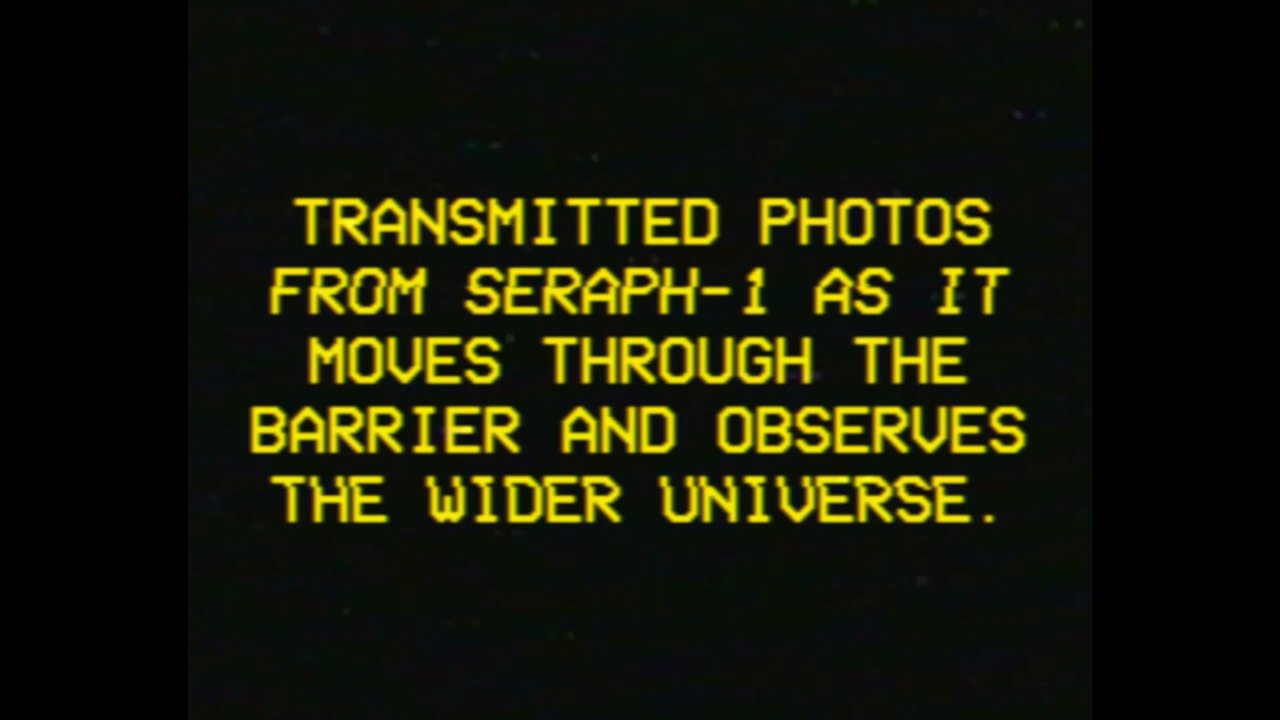 TRANSMITTED PHOTOS
FROM SERAPH-1 AS IT
MOVES THROUGH THE
BARRIER AND OBSERVES
THE WIDER UNIVERSE.